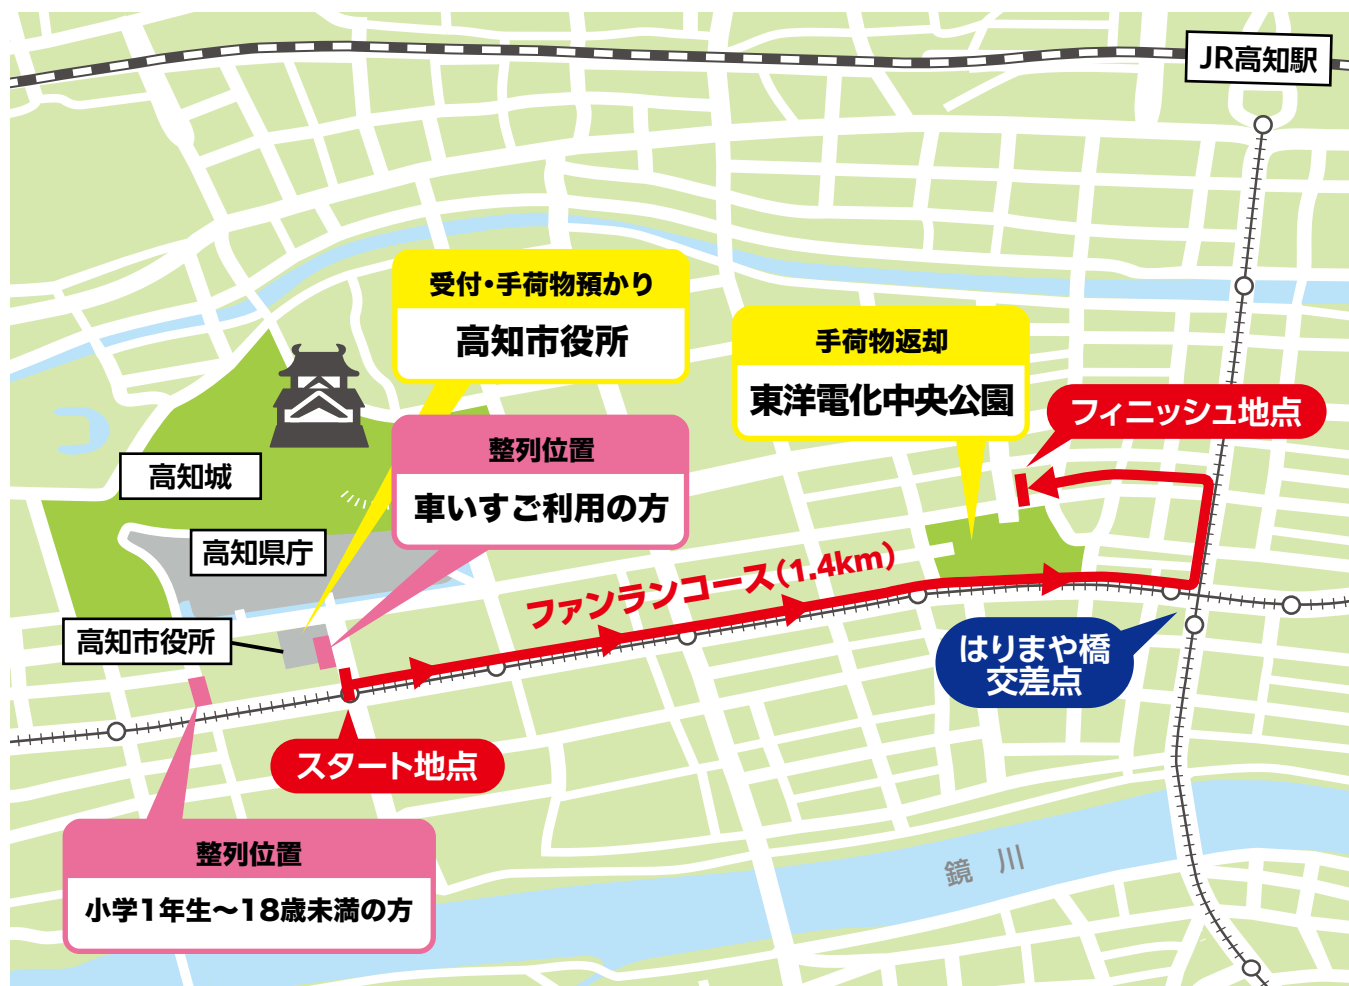 JR高知駅
受付・手荷物預かり
高知市役所
手荷物返却
東洋電化中央公園
フィニッシュ地点
整列位置
車いすご利用の方
高知城
高知県庁
ファンランコース(1.4km)
高知市役所
はりまや橋
交差点
スタート地点
整列位置
小学1年生〜18歳未満の方
鏡川